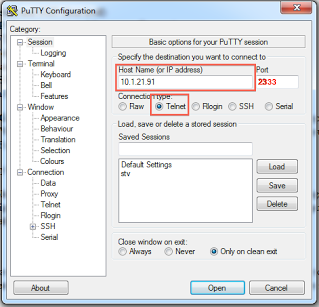 PuTTY Configuration
Category:
Session
Logging
Terminal
Keyboard
Bell
Features
Window
Appearance
Behaviour
Translation
Selection
Colours
Connection
Data
Proxy
Telnet
Rlogin
SSH
Serial
Basic options for your PuTTY session
Specify the destination you want to connect to
Host Name (or IP address) Port
10.1.21.91 2333
Connection type:
Raw Telnet Rlogin SSH Serial
Load, save or delete a stored session
Saved Sessions
Default Settings
stv
Load
Save
Delete
Close window on exit:
Always Never Only on clean exit
About Open Cancel